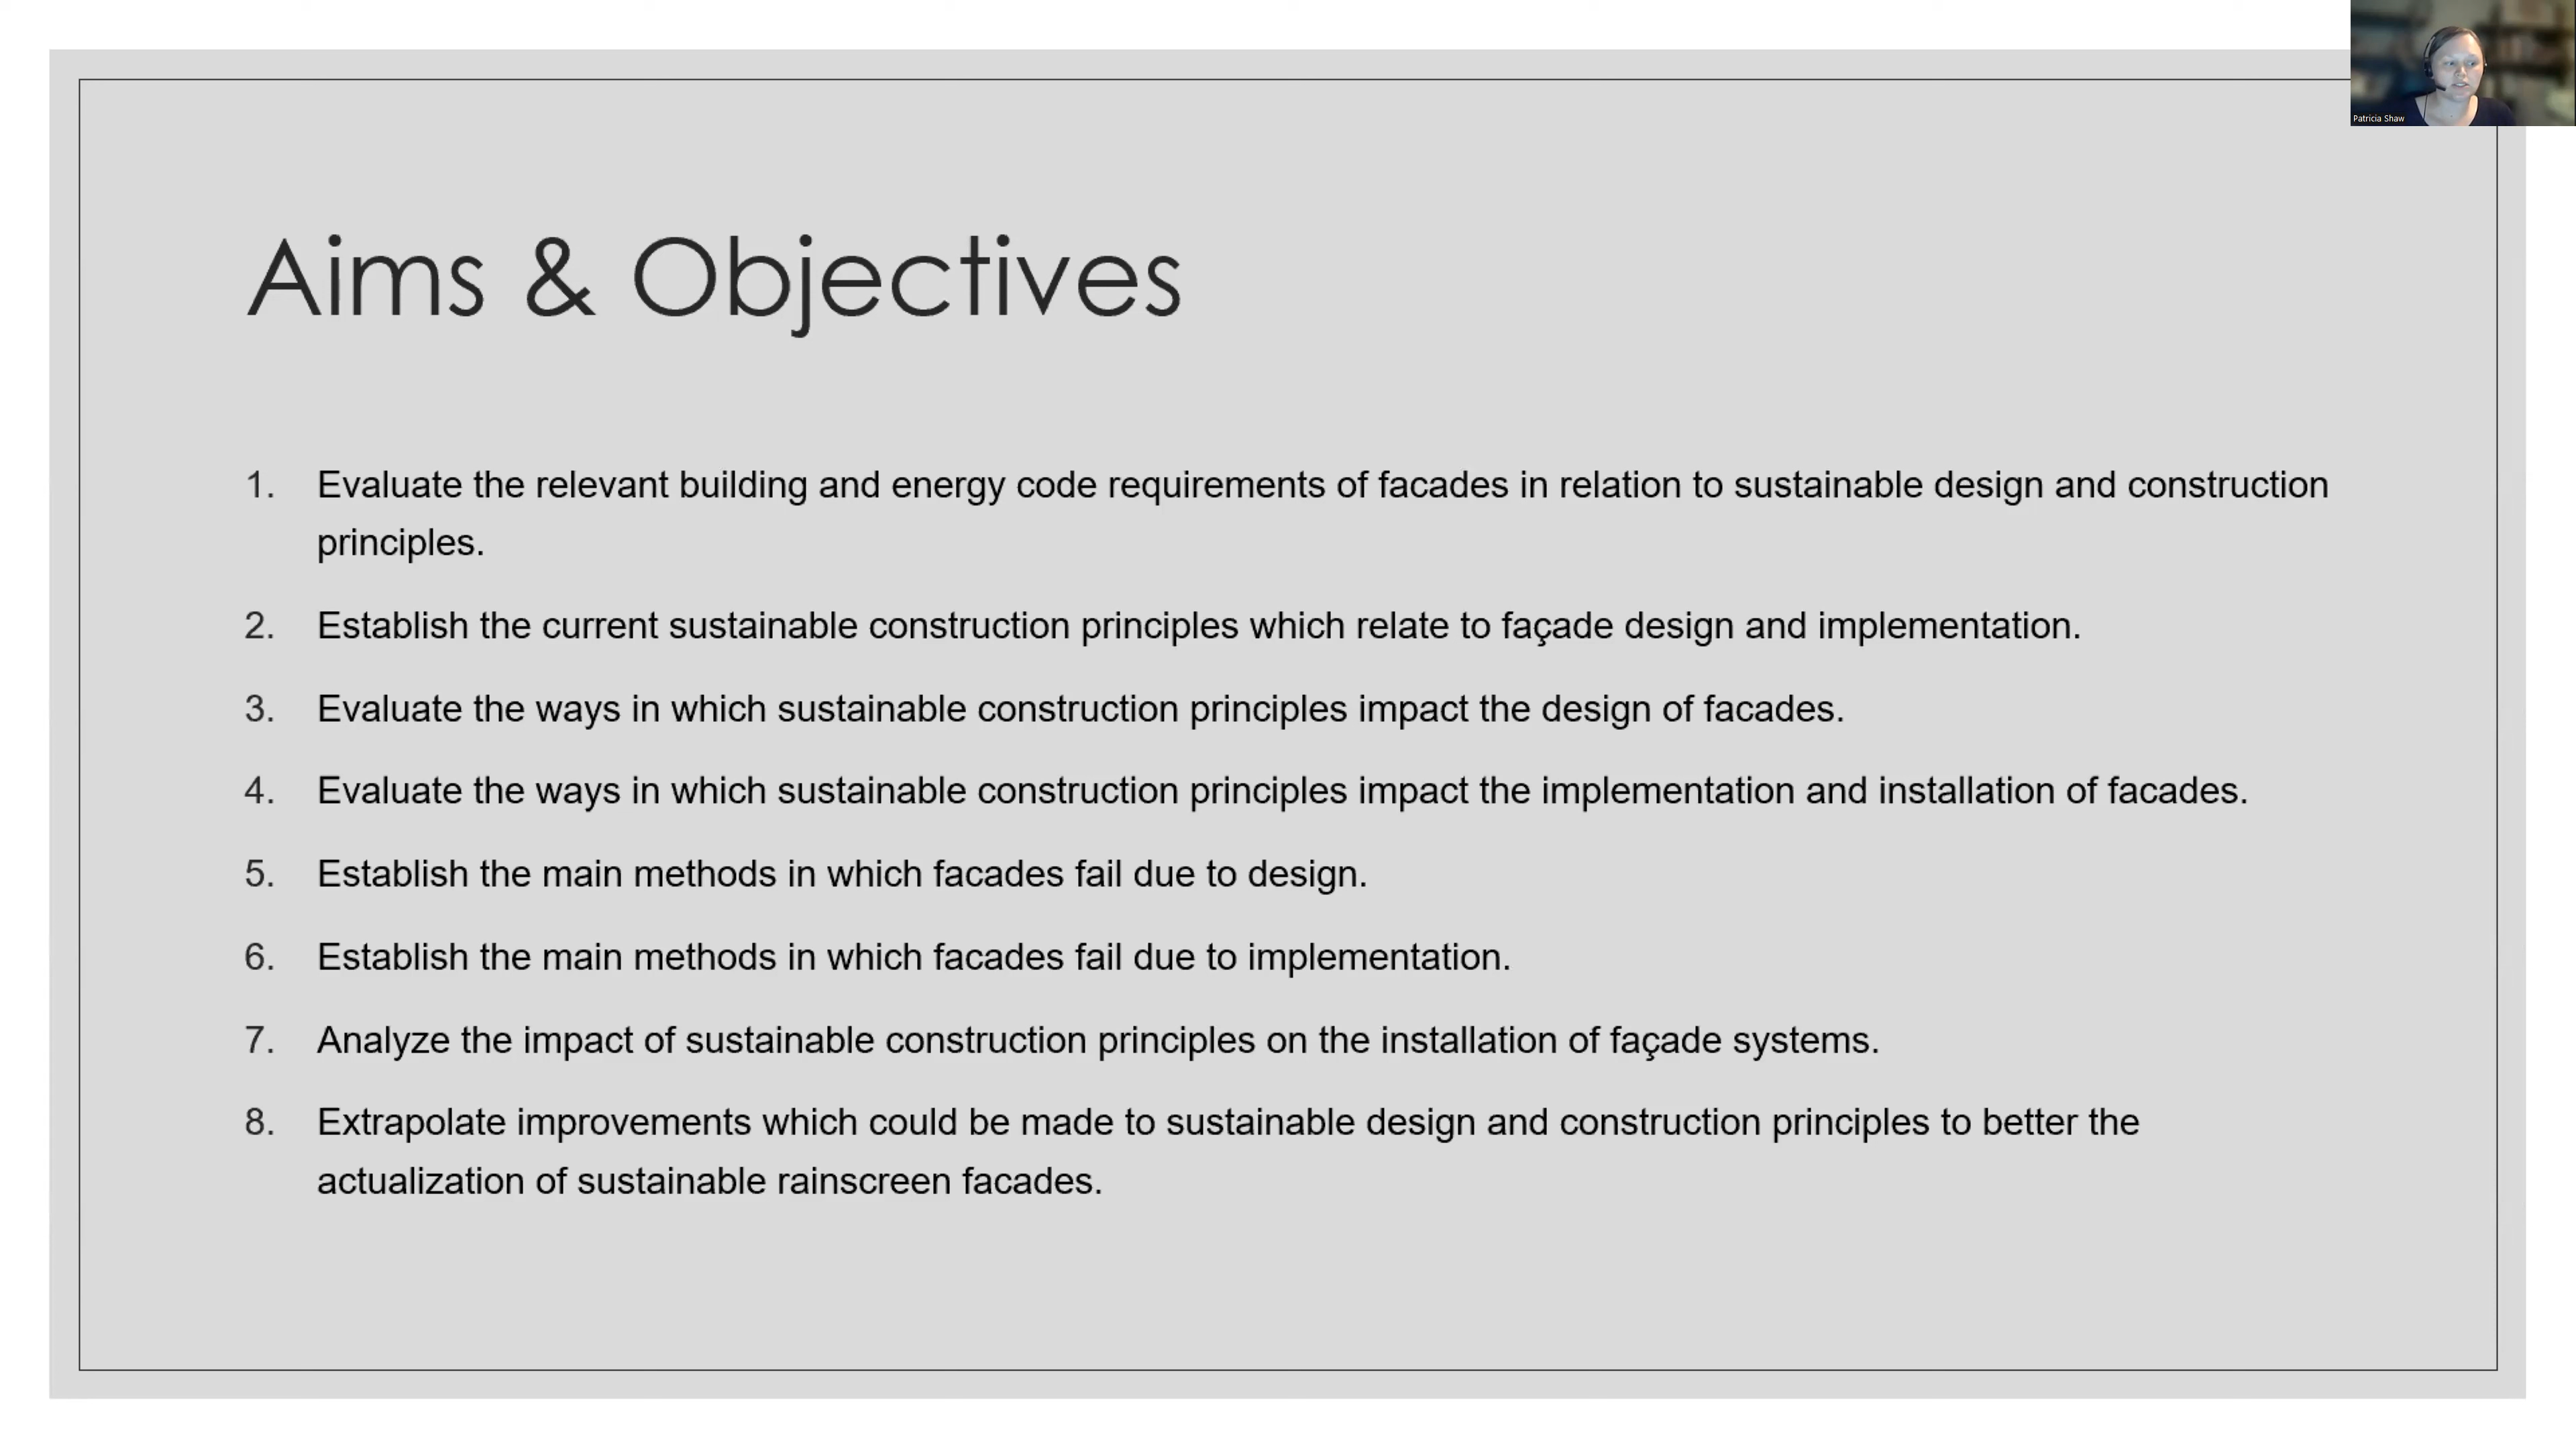 Patricia Shaw
Aims & Objectives
1. Evaluate the relevant building and energy code requirements of facades in relation to sustainable design and construction
principles.
2. Establish the current sustainable construction principles which relate to façade design and implementation.
3. Evaluate the ways in which sustainable construction principles impact the design of facades.
4. Evaluate the ways in which sustainable construction principles impact the implementation and installation of facades.
5. Establish the main methods in which facades fail due to design.
6. Establish the main methods in which facades fail due to implementation.
7. Analyze the impact of sustainable construction principles on the installation of façade systems.
8. Extrapolate improvements which could be made to sustainable design and construction principles to better the
actualization of sustainable rainscreen facades.